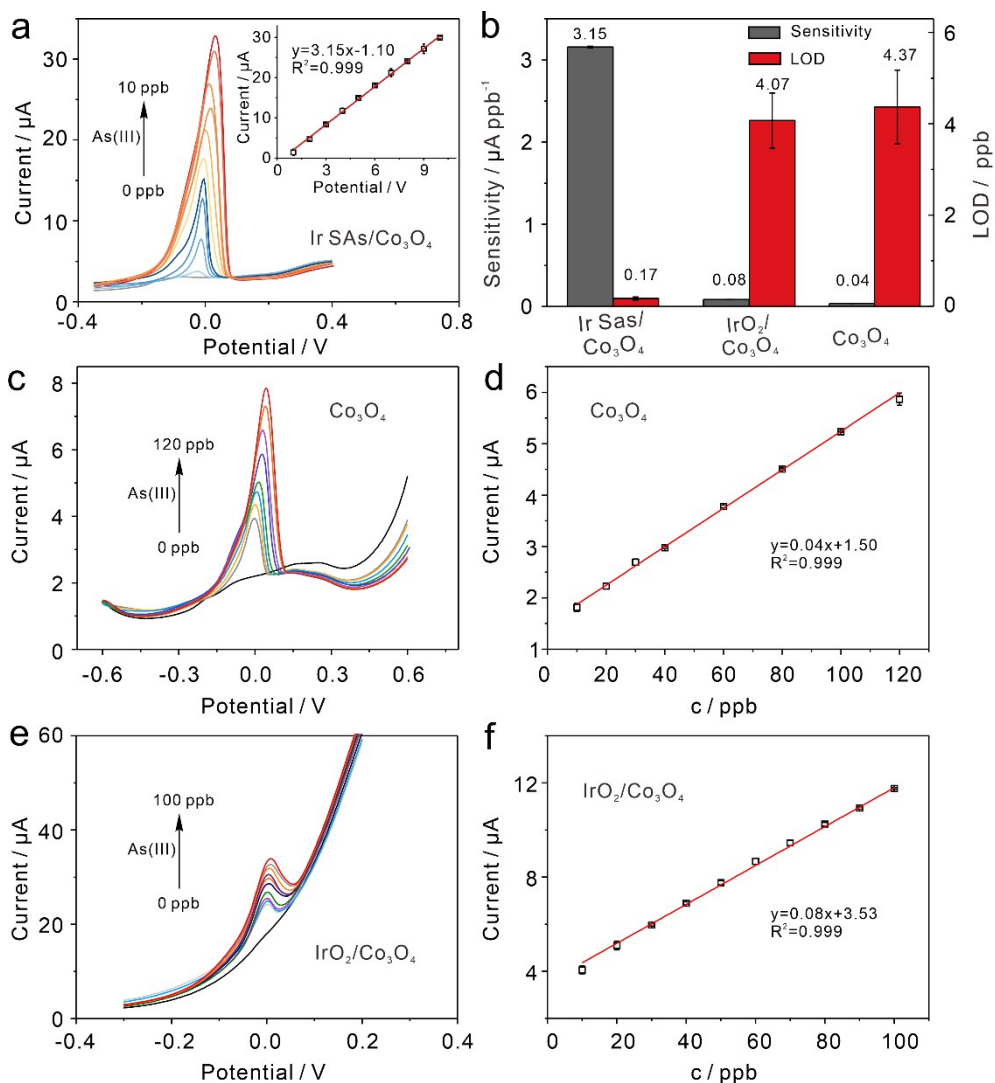 a
35
30
25
20
15
10
5
0
Current / μA
-0.4
0.0
0.4
0.8
Potential / V
10 ppb
As(III)
0 ppb
Ir SAs/Co₃O₄
y=3.15x-1.10
R²=0.999
30
20
10
0
Current / μA
0
3
6
9
Potential / V
b
Sensitivity
LOD
3.15
0.17
0.08
4.07
0.04
4.37
3
2
1
0
Sensitivity / μA ppb⁻¹
6
4
2
0
LOD / ppb
Ir Sas/
Co₃O₄
IrO₂/
Co₃O₄
Co₃O₄
c
8
6
4
2
0
Current / μA
-0.6
-0.3
0.0
0.3
0.6
Potential / V
120 ppb
As(III)
0 ppb
Co₃O₄
d
6
5
4
3
2
1
Current / μA
0
20
40
60
80
100
120
c / ppb
Co₃O₄
y=0.04x+1.50
R²=0.999
e
60
50
40
30
20
10
0
Current / μA
-0.4
-0.2
0.0
0.2
0.4
Potential / V
100 ppb
As(III)
0 ppb
IrO₂/Co₃O₄
f
12
8
4
Current / μA
0
20
40
60
80
100
c / ppb
IrO₂/Co₃O₄
y=0.08x+3.53
R²=0.999